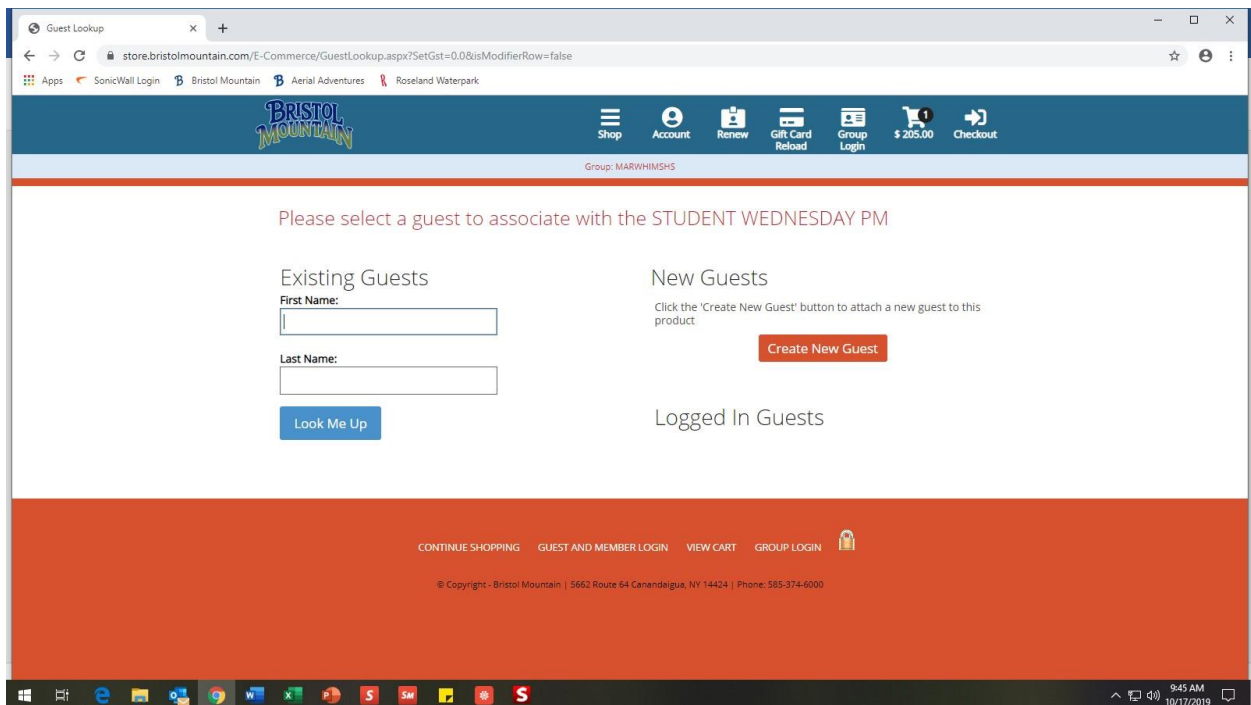 Guest Lookup
store.bristolmountain.com/E-Commerce/GuestLookup.aspx?SetGst=0.0&isModifierRow=false
Apps SonicWall Login Bristol Mountain Aerial Adventures Roseland Waterpark
BRISTOL
MOUNTAIN
Shop Account Renew Gift Card Reload Group Login 1 $ 205.00 Checkout
Group: MARWHIMSHS
Please select a guest to associate with the STUDENT WEDNESDAY PM
Existing Guests
First Name:
Last Name:
Look Me Up
New Guests
Click the 'Create New Guest' button to attach a new guest to this
product
Create New Guest
Logged In Guests
CONTINUE SHOPPING GUEST AND MEMBER LOGIN VIEW CART GROUP LOGIN
© Copyright - Bristol Mountain | 5662 Route 64 Canandaigua, NY 14424 | Phone: 585-374-6000
9:45 AM
10/17/2019